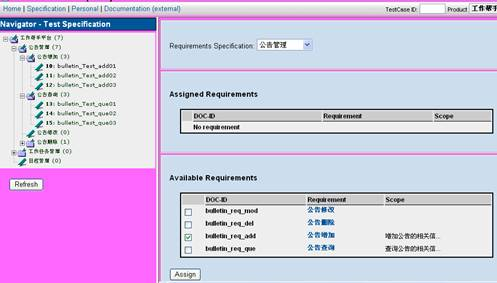 Home | Specification | Personal | Documentation (external)
TestCase ID: Product 工作帮手
Navigator - Test Specification
工作帮手平台 (7)
公告管理 (7)
公告增加 (3)
10: bulletin_Test_add01
11: bulletin_Test_add02
12: bulletin_Test_add03
公告查询 (3)
13: bulletin_Test_que01
14: bulletin_Test_que02
15: bulletin_Test_que03
公告修改 (0)
公告删除 (1)
工作任务管理 (0)
日程管理 (0)
Refresh
Requirements Specification: 公告管理
Assigned Requirements
DOC-ID Requirement Scope
No requirement
Available Requirements
DOC-ID Requirement Scope
bulletin_req_mod 公告修改
bulletin_req_del 公告删除
bulletin_req_add 公告增加 增加公告的相关信...
bulletin_req_que 公告查询 查询公告的相关信...
Assign